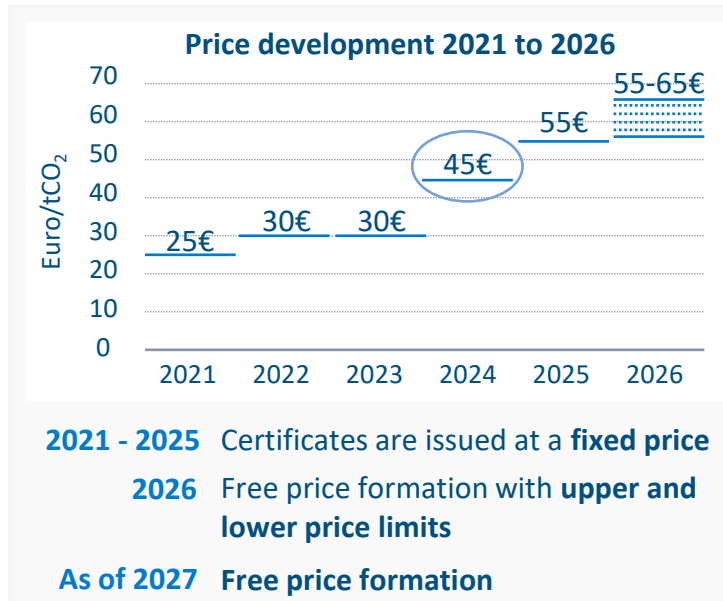 Price development 2021 to 2026
Euro/tCO₂
70
60
50
40
30
20
10
0
25€
30€
30€
45€
55€
55-65€
2021 2022 2023 2024 2025 2026
2021 - 2025 Certificates are issued at a fixed price
2026 Free price formation with upper and
lower price limits
As of 2027 Free price formation